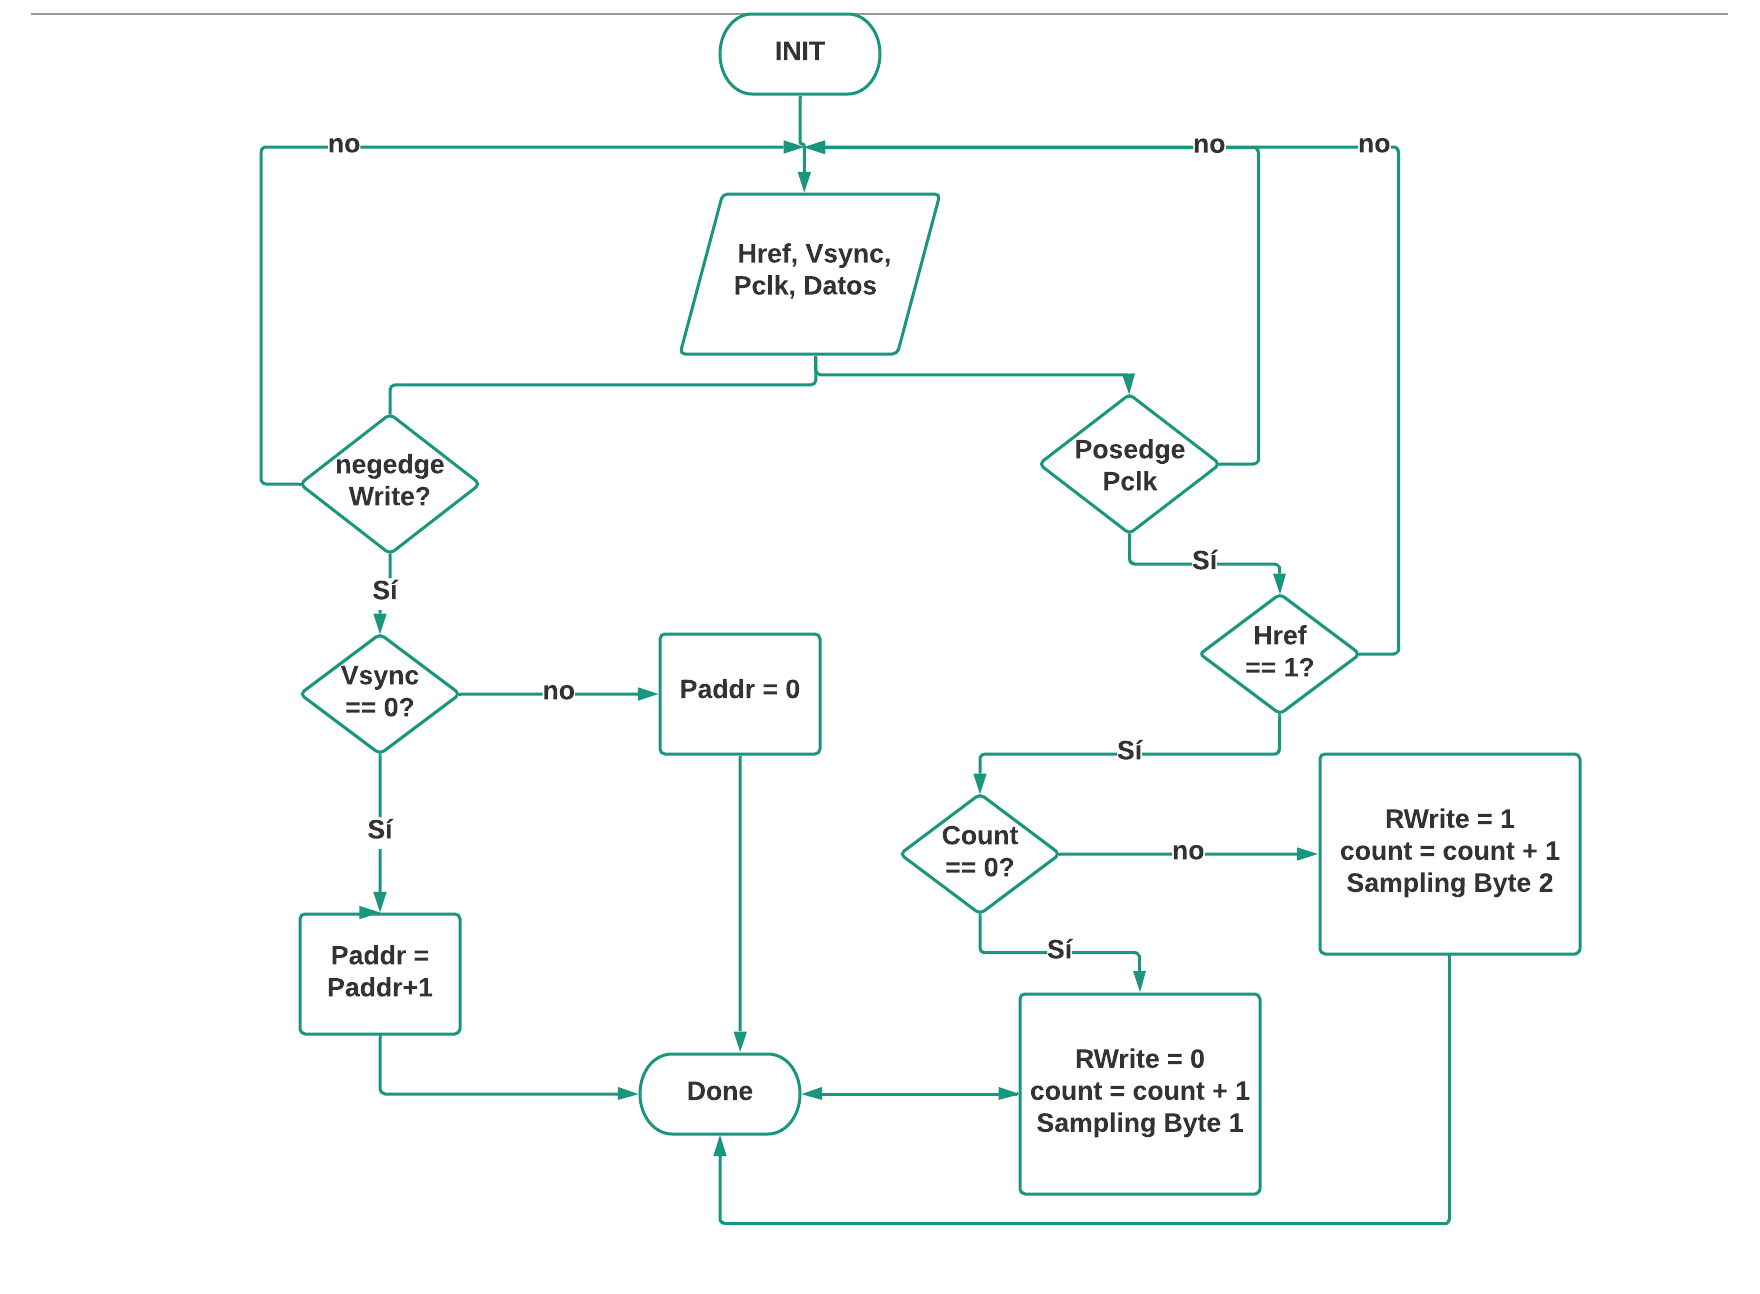 INIT
no
no
no
Href, Vsync,
Pclk, Datos
negedge
Write?
Posedge
Pclk
Sí
Sí
Href
== 1?
Vsync
== 0?
no
Paddr = 0
Sí
Sí
Count
== 0?
no
RWrite = 1
count = count + 1
Sampling Byte 2
Sí
Paddr =
Paddr+1
Done
RWrite = 0
count = count + 1
Sampling Byte 1